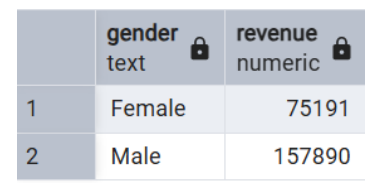 gender revenue
text numeric
1 Female 75191
2 Male 157890